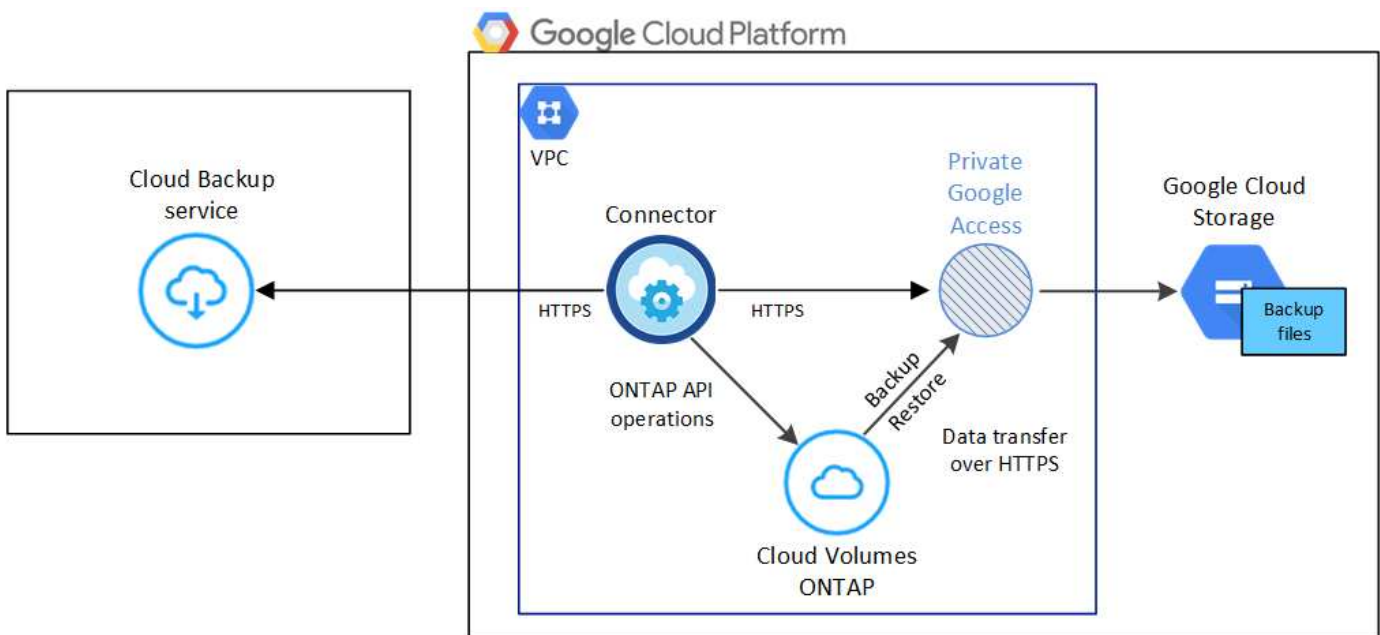 Google Cloud Platform
VPC
Cloud Backup
service
Connector
Private
Google
Access
Google Cloud
Storage
HTTPS
HTTPS
Backup
files
ONTAP API
operations
Backup
Restore
Data transfer
over HTTPS
Cloud Volumes
ONTAP